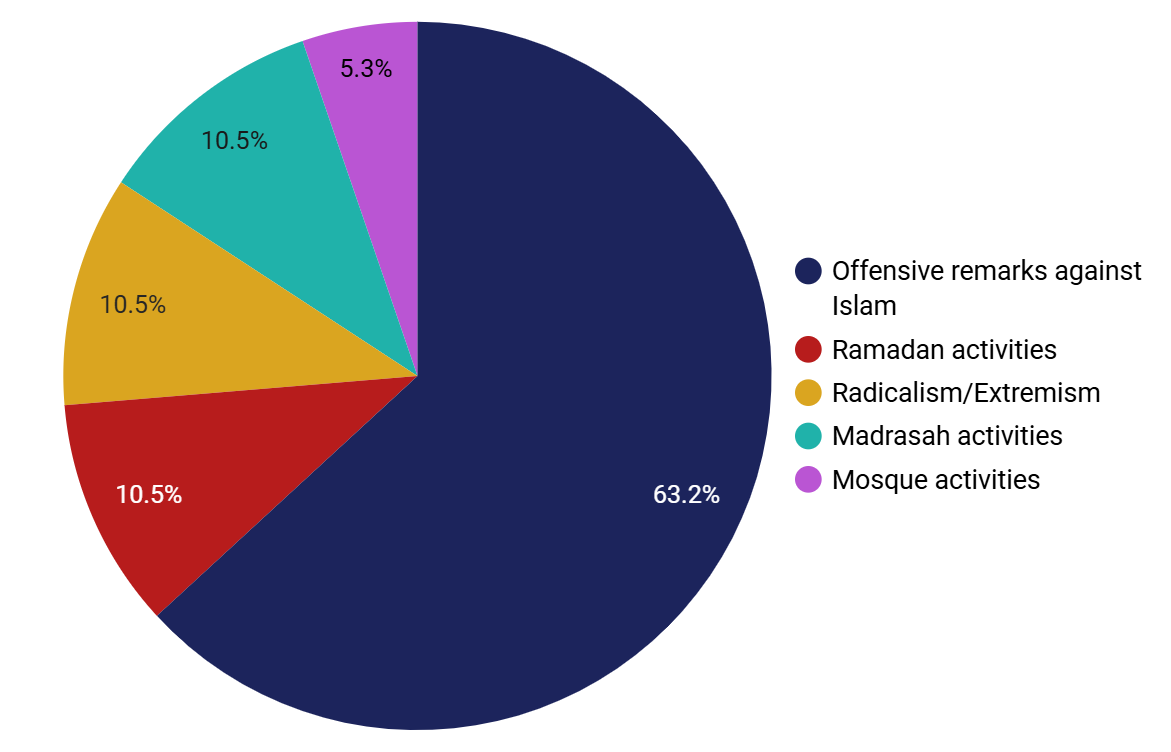 5.3%
10.5%
10.5%
10.5%
63.2%
Offensive remarks against
Islam
Ramadan activities
Radicalism/Extremism
Madrasah activities
Mosque activities